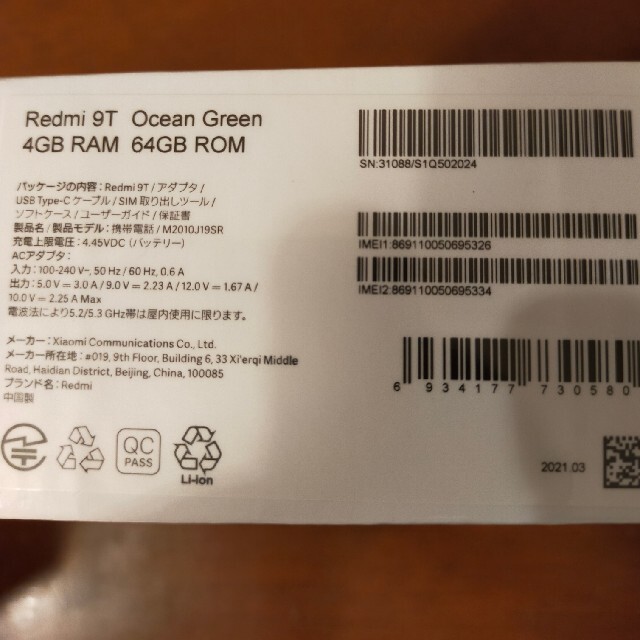 Redmi 9T Ocean Green
4GB RAM 64GB ROM
パッケージの内容: Redmi 9T / アダプタ /
USB Type-C ケーブル / SIM 取り出しツール /
ソフトケース / ユーザーガイド / 保証書
製品名 / 製品モデル: 携帯電話 / M2010J19SR
充電上限電圧: 4.45VDC (バッテリー)
ACアダプタ:
入力: 100-240 V~, 50 Hz / 60 Hz, 0.6 A
出力: 5.0 V = 3.0 A / 9.0 V = 2.23 A / 12.0 V = 1.67 A /
10.0 V = 2.25 A Max
電波法により5.2/5.3 GHz帯は屋内使用に限ります。
メーカー: Xiaomi Communications Co., Ltd.
メーカー所在地: #019, 9th Floor, Building 6, 33 Xi'erqi Middle
Road, Haidian District, Beijing, China, 100085
ブランド名: Redmi
中国製
QC
PASS
Li-ion
SN:31088/S1Q502024
IMEI1:869110050695326
IMEI2:869110050695334
6 934177 730580
2021.03